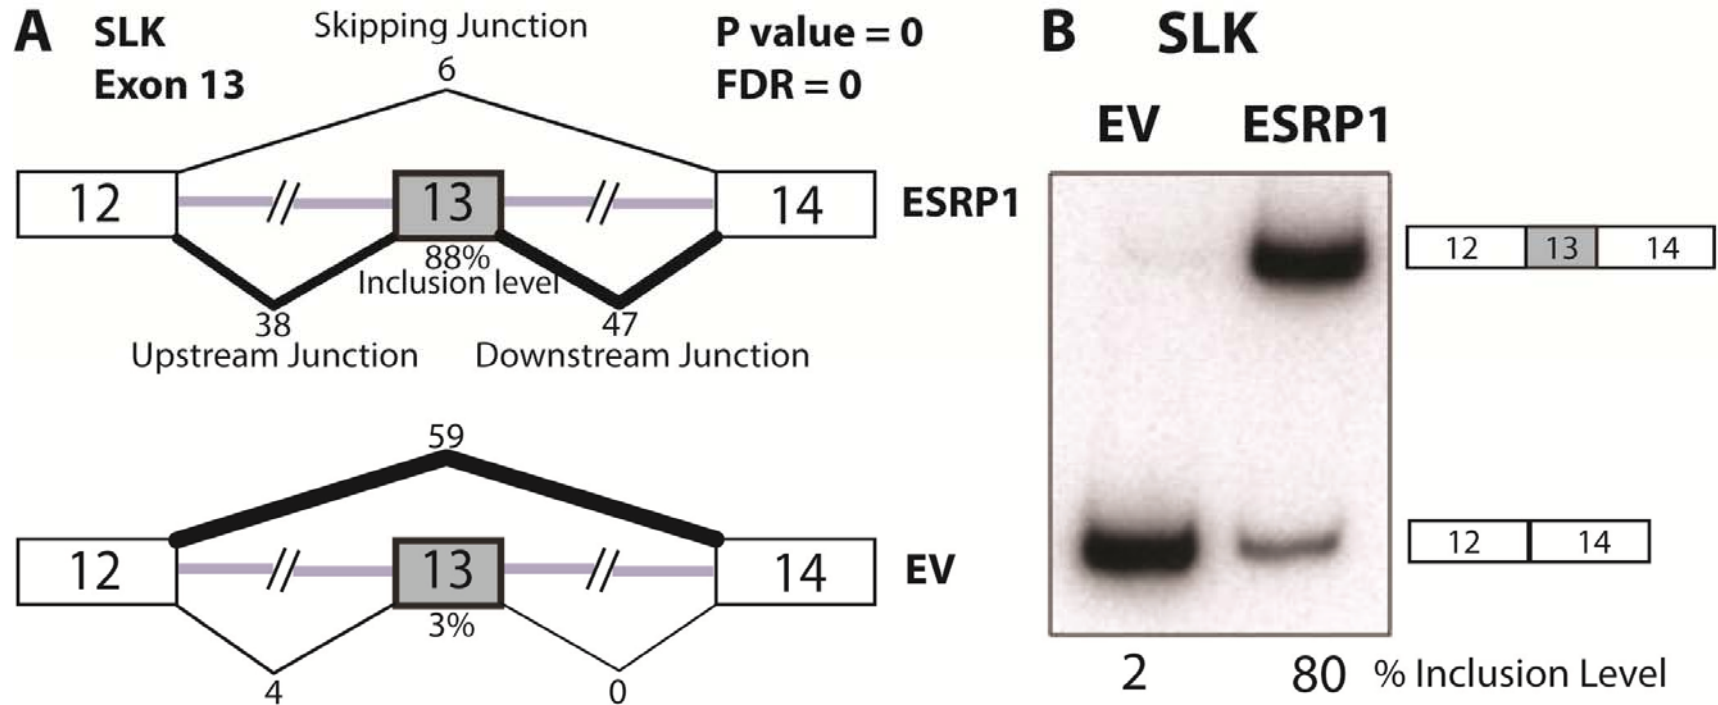 A SLK Exon 13
Skipping Junction
6
P value = 0
FDR = 0
12 // 13 // 14 ESRP1
88%
Inclusion level
38 47
Upstream Junction Downstream Junction
59
12 // 13 // 14 EV
3%
4 0
B SLK
EV ESRP1
12 13 14
12 14
2 80 % Inclusion Level